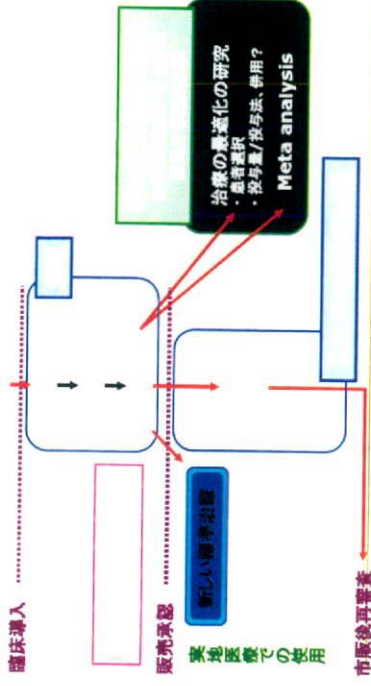 臨床導入
販売承認
新しい標準治療
実地医療での使用
市販後再審査
治療の最適化の研究
・患者選択
・投与量/投与法、併用?
Meta analysis